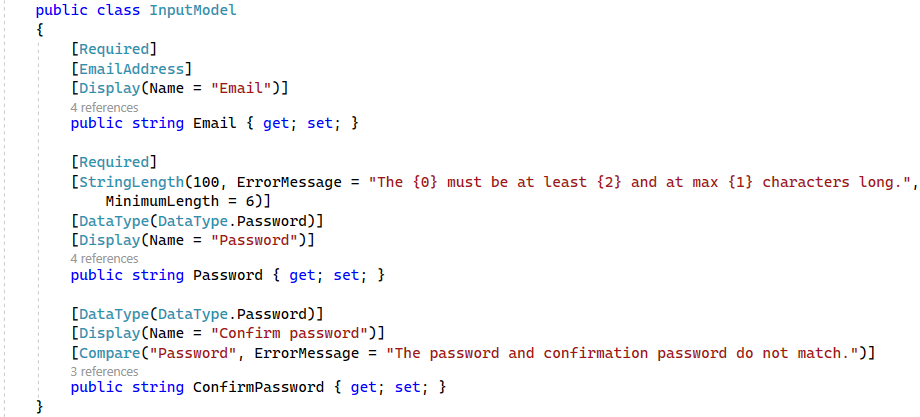 public class InputModel
{
[Required]
[EmailAddress]
[Display(Name = "Email")]
4 references
public string Email { get; set; }
[Required]
[StringLength(100, ErrorMessage = "The {0} must be at least {2} and at max {1} characters long.",
MinimumLength = 6)]
[DataType(DataType.Password)]
[Display(Name = "Password")]
4 references
public string Password { get; set; }
[DataType(DataType.Password)]
[Display(Name = "Confirm password")]
[Compare("Password", ErrorMessage = "The password and confirmation password do not match.")]
3 references
public string ConfirmPassword { get; set; }
}